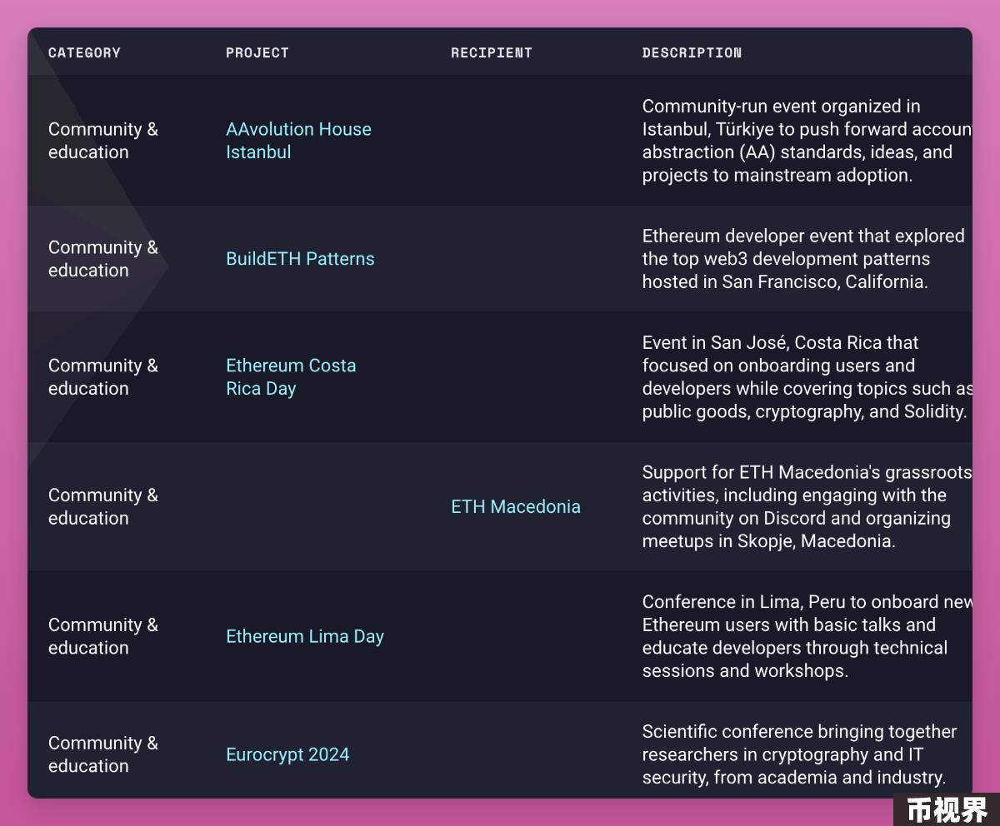 CATEGORY PROJECT RECIPIENT DESCRIPTION
Community &
education
AAvolution House
Istanbul
Community-run event organized in
Istanbul, Türkiye to push forward accoun
abstraction (AA) standards, ideas, and
projects to mainstream adoption.
Community &
education
BuildETH Patterns
Ethereum developer event that explored
the top web3 development patterns
hosted in San Francisco, California.
Community &
education
Ethereum Costa
Rica Day
Event in San José, Costa Rica that
focused on onboarding users and
developers while covering topics such as
public goods, cryptography, and Solidity.
Community &
education
ETH Macedonia
Support for ETH Macedonia's grassroots
activities, including engaging with the
community on Discord and organizing
meetups in Skopje, Macedonia.
Community &
education
Ethereum Lima Day
Conference in Lima, Peru to onboard new
Ethereum users with basic talks and
educate developers through technical
sessions and workshops.
Community &
education
Eurocrypt 2024
Scientific conference bringing together
researchers in cryptography and IT
security, from academia and industry.
币视界